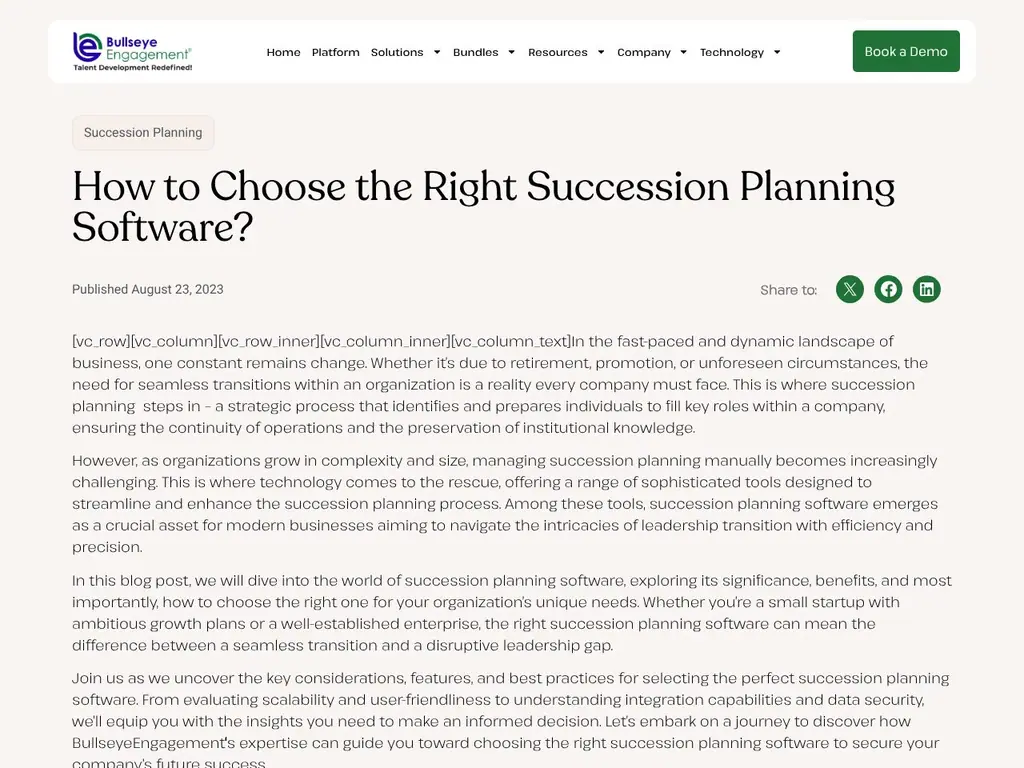 Bullseye
Engagement®
Talent Development Redefined!
Home Platform Solutions Bundles Resources Company Technology
Book a Demo
Succession Planning
How to Choose the Right Succession Planning
Software?
Published August 23, 2023
Share to:
[vc_row][vc_column][vc_row_inner][vc_column_inner][vc_column_text]In the fast-paced and dynamic landscape of
business, one constant remains change. Whether it's due to retirement, promotion, or unforeseen circumstances, the
need for seamless transitions within an organization is a reality every company must face. This is where succession
planning  steps in – a strategic process that identifies and prepares individuals to fill key roles within a company,
ensuring the continuity of operations and the preservation of institutional knowledge.
However, as organizations grow in complexity and size, managing succession planning manually becomes increasingly
challenging. This is where technology comes to the rescue, offering a range of sophisticated tools designed to
streamline and enhance the succession planning process. Among these tools, succession planning software emerges
as a crucial asset for modern businesses aiming to navigate the intricacies of leadership transition with efficiency and
precision.
In this blog post, we will dive into the world of succession planning software, exploring its significance, benefits, and most
importantly, how to choose the right one for your organization's unique needs. Whether you're a small startup with
ambitious growth plans or a well-established enterprise, the right succession planning software can mean the
difference between a seamless transition and a disruptive leadership gap.
Join us as we uncover the key considerations, features, and best practices for selecting the perfect succession planning
software. From evaluating scalability and user-friendliness to understanding integration capabilities and data security,
we'll equip you with the insights you need to make an informed decision. Let's embark on a journey to discover how
BullseyeEngagement's expertise can guide you toward choosing the right succession planning software to secure your
company's future success.